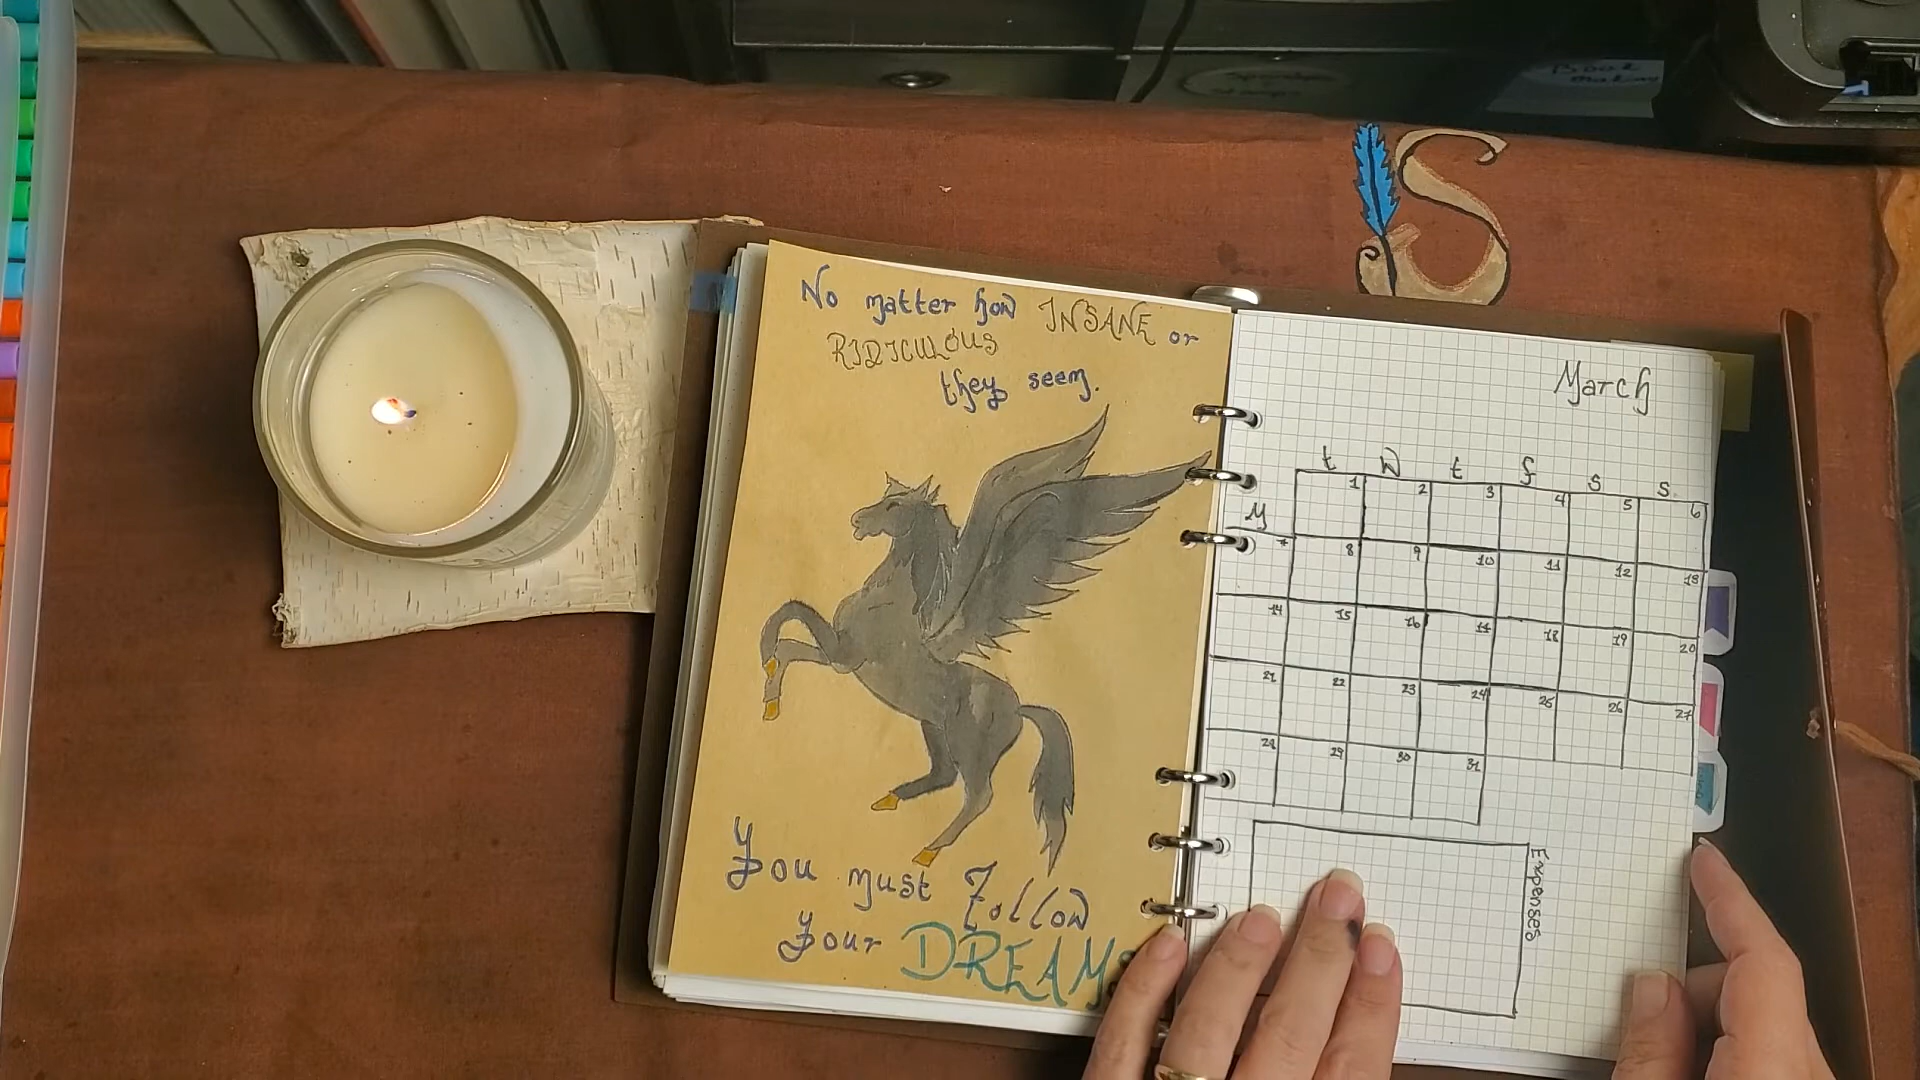 Book
making
S
No matter how INSANE or
RIDICULOUS
they seem.
You must Follow
Your DREAMS
March
t W t f s s
1 2 3 4 5 6
M
7 8 9 10 11 12 13
14 15 16 17 18 19 20
21 22 23 24 25 26 27
28 29 30 31
Expenses